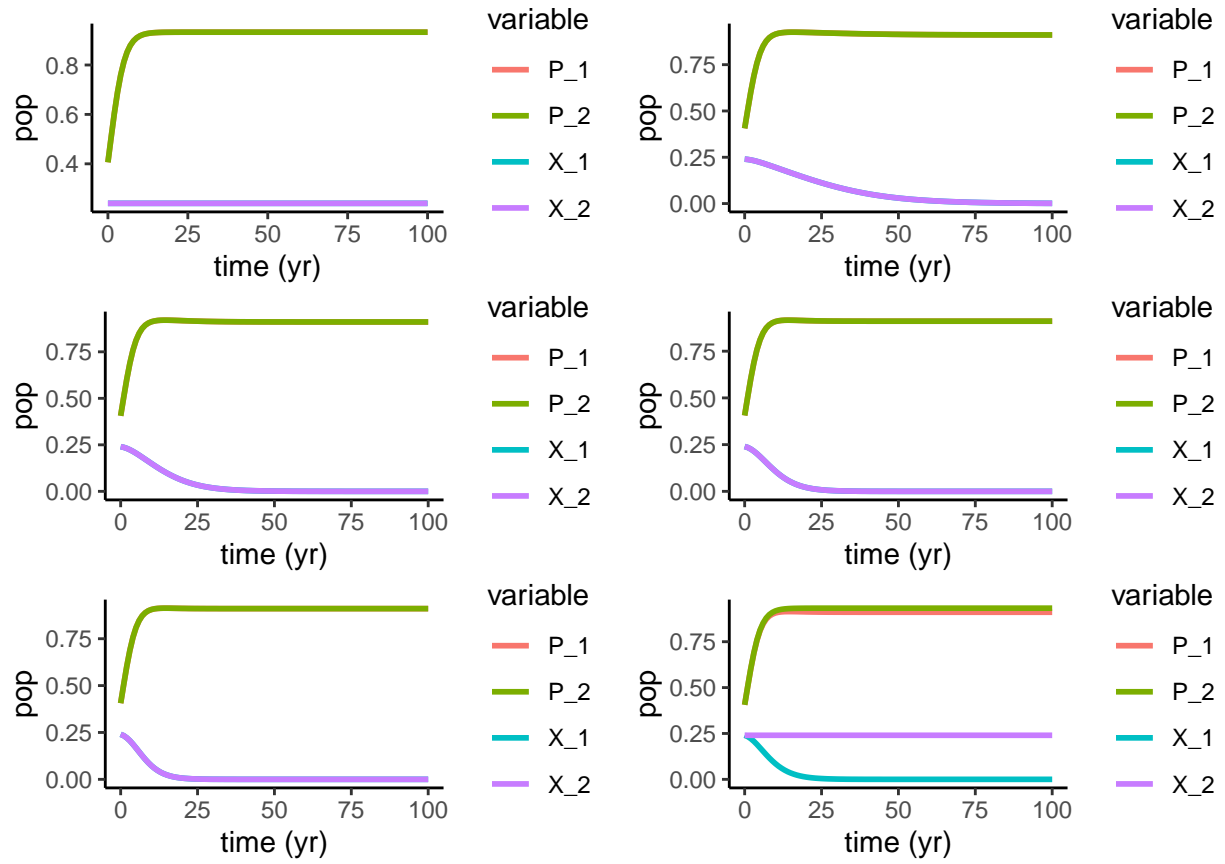 variable
pop
0.8
0.6
0.4
P_1
P_2
X_1
X_2
0 25 50 75 100
time (yr)
variable
pop
0.75
0.50
0.25
0.00
P_1
P_2
X_1
X_2
0 25 50 75 100
time (yr)
variable
pop
0.75
0.50
0.25
0.00
P_1
P_2
X_1
X_2
0 25 50 75 100
time (yr)
variable
pop
0.75
0.50
0.25
0.00
P_1
P_2
X_1
X_2
0 25 50 75 100
time (yr)
variable
pop
0.75
0.50
0.25
0.00
P_1
P_2
X_1
X_2
0 25 50 75 100
time (yr)
variable
pop
0.75
0.50
0.25
0.00
P_1
P_2
X_1
X_2
0 25 50 75 100
time (yr)